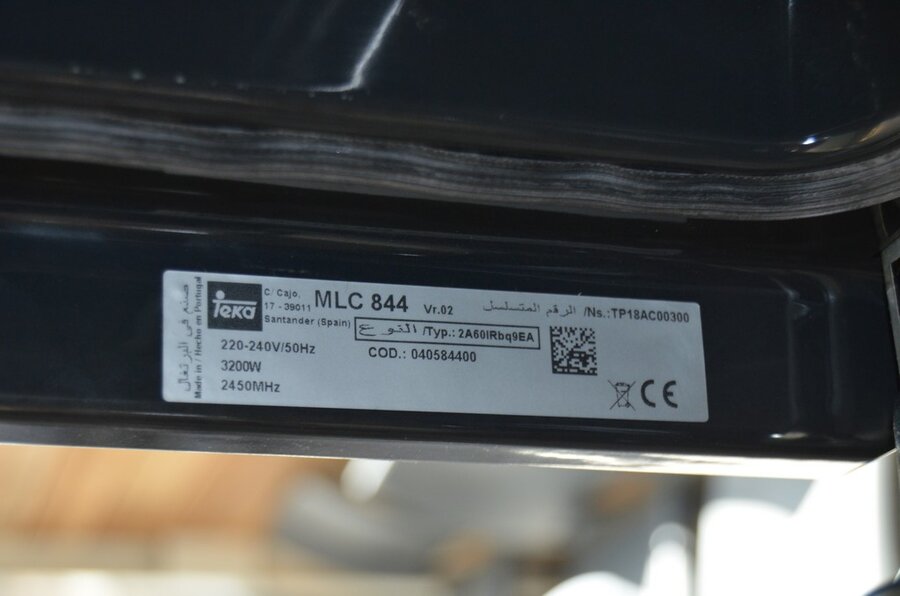 صنع في البرتغال
Made in / Hecho en Portugal
Teka
C/ Cajo,
17 - 39011
Santander (Spain)
MLC 844 Vr.02
الرقم المتسلسل /Ns.:TP18AC00300
النوع /Typ.: 2A60IRbq9EA
COD.: 040584400
220-240V/50Hz
3200W
2450MHz
CE